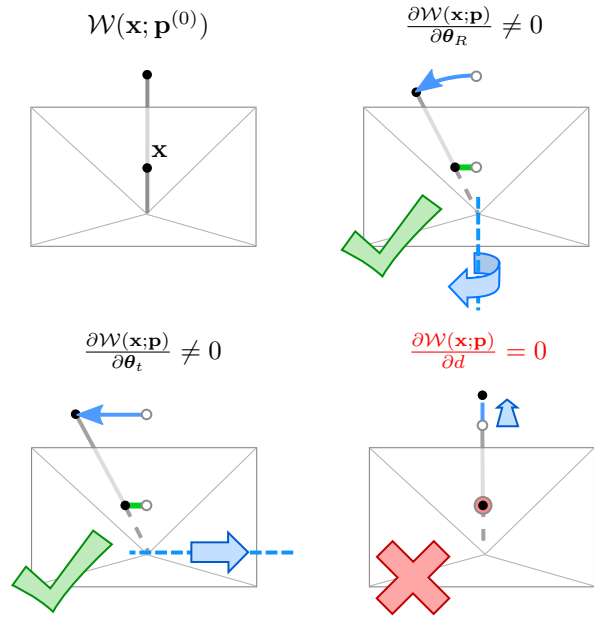 𝒲(𝐱; 𝐩⁽⁰⁾)
∂𝒲(𝐱;𝐩)/∂𝜽_R ≠ 0
𝐱
∂𝒲(𝐱;𝐩)/∂𝜽_t ≠ 0
∂𝒲(𝐱;𝐩)/∂d = 0